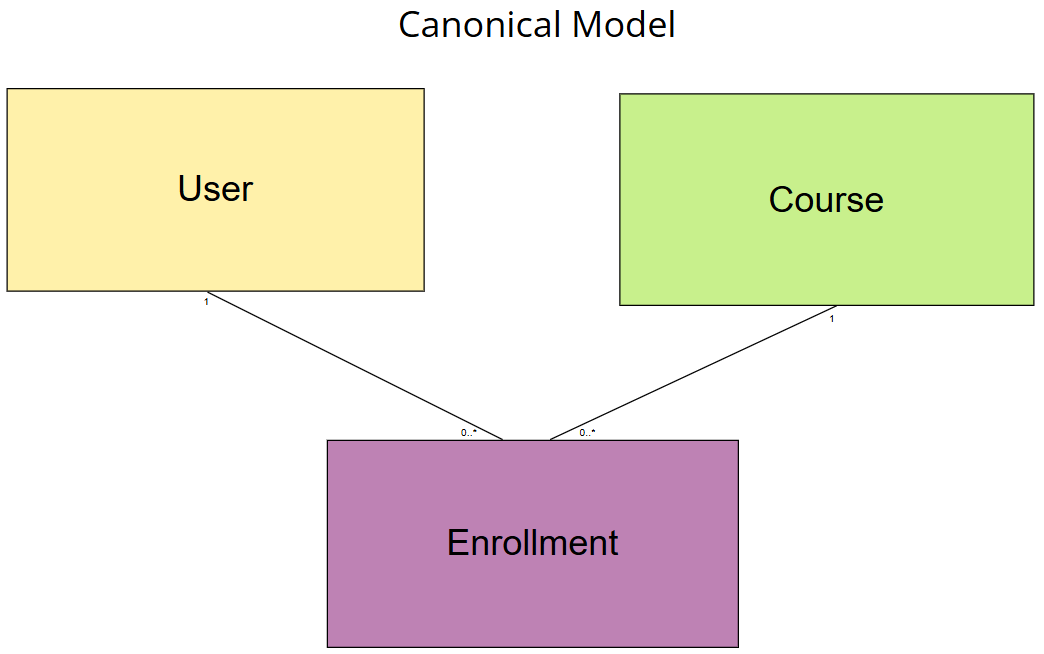 Canonical Model
User
Course
1
1
0..*
0..*
Enrollment